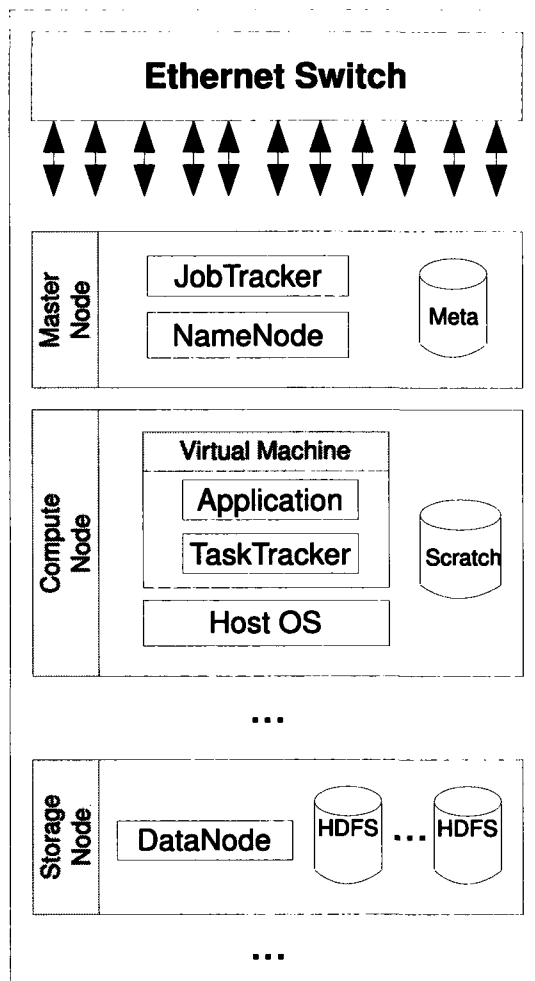 Ethernet Switch
Master
Node
JobTracker
NameNode
Meta
Compute
Node
Virtual Machine
Application
TaskTracker
Host OS
Scratch
...
Storage
Node
DataNode
HDFS ... HDFS
...